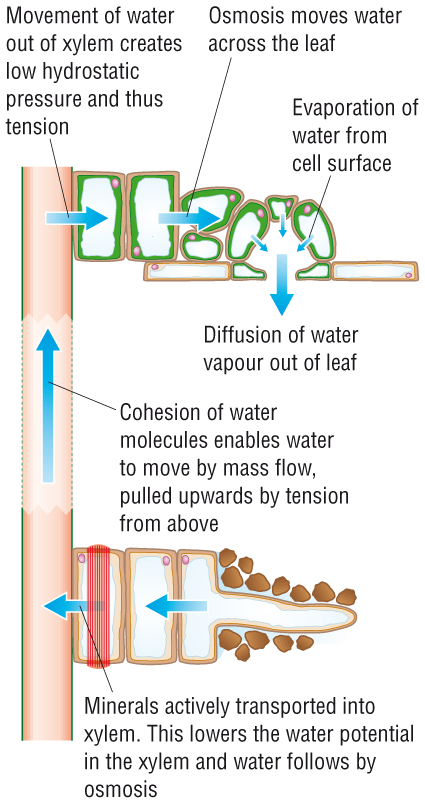 Movement of water
out of xylem creates
low hydrostatic
pressure and thus
tension
Osmosis moves water
across the leaf
Evaporation of
water from
cell surface
Diffusion of water
vapour out of leaf
Cohesion of water
molecules enables water
to move by mass flow,
pulled upwards by tension
from above
Minerals actively transported into
xylem. This lowers the water potential
in the xylem and water follows by
osmosis